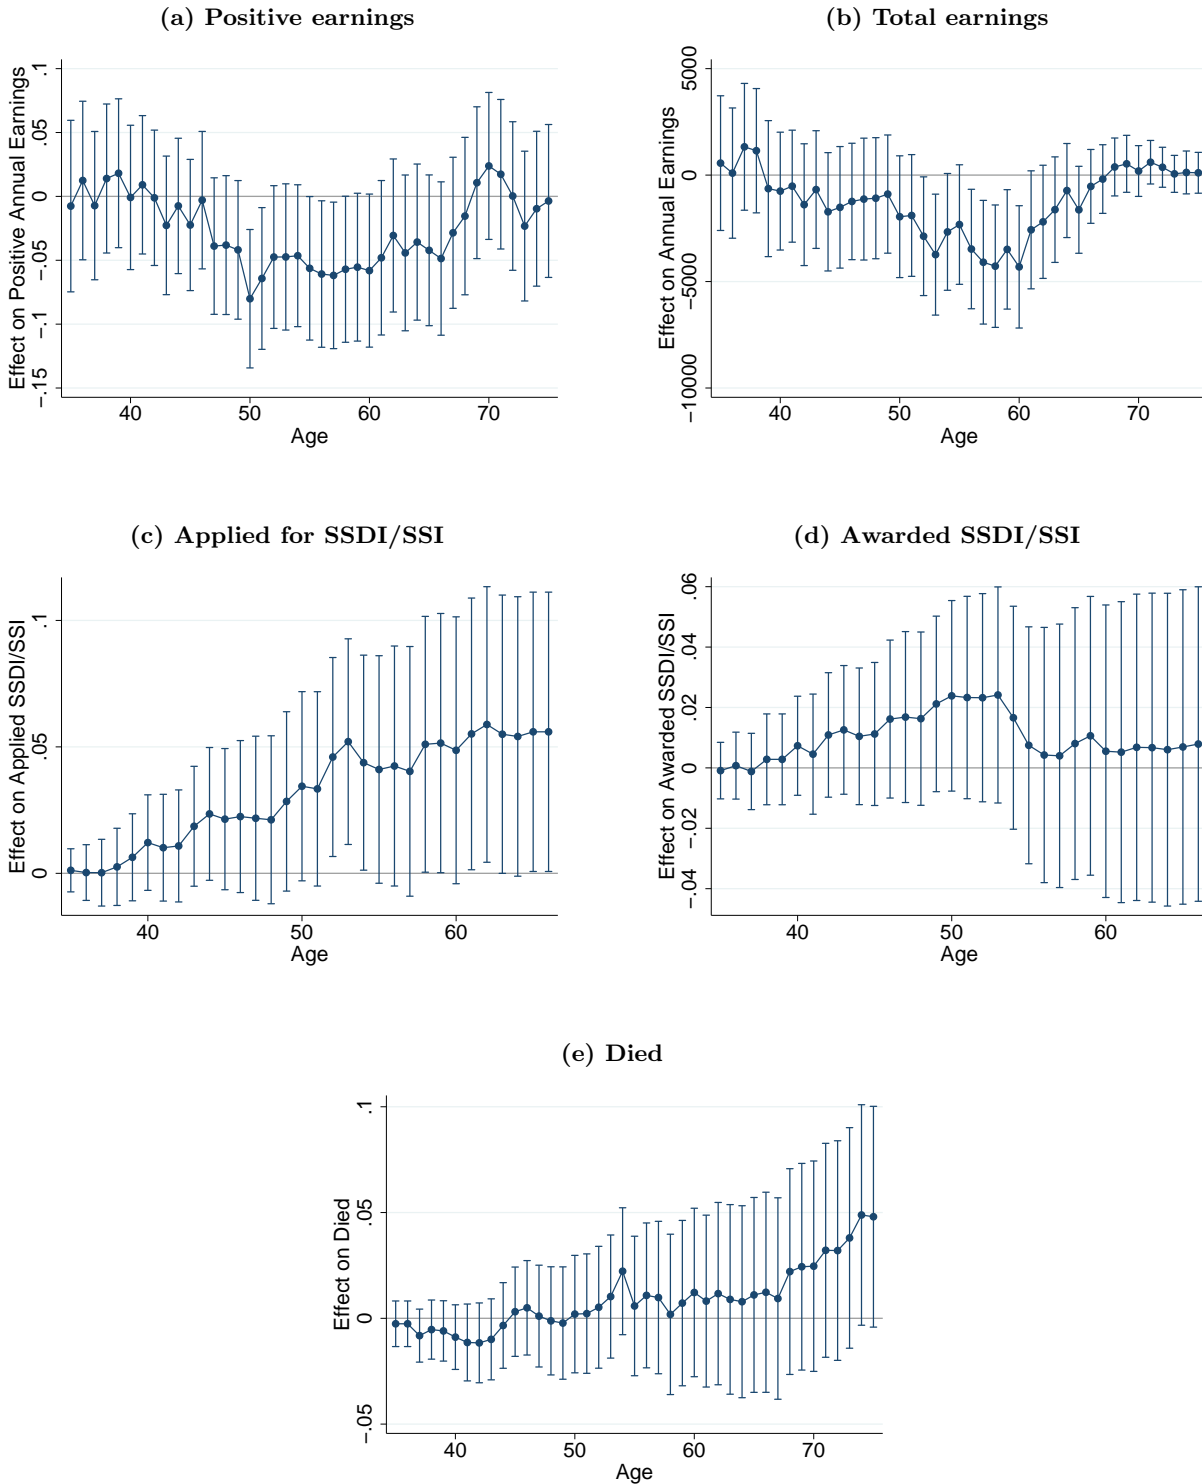 (a) Positive earnings
Effect on Positive Annual Earnings
.1
.05
0
−.05
−.1
−.15
40
50
60
70
Age
(b) Total earnings
Effect on Annual Earnings
5000
0
−5000
−10000
40
50
60
70
Age
(c) Applied for SSDI/SSI
Effect on Applied SSDI/SSI
.1
.05
0
40
50
60
Age
(d) Awarded SSDI/SSI
Effect on Awarded SSDI/SSI
.06
.04
.02
0
−.02
−.04
40
50
60
Age
(e) Died
Effect on Died
.1
.05
0
−.05
40
50
60
70
Age